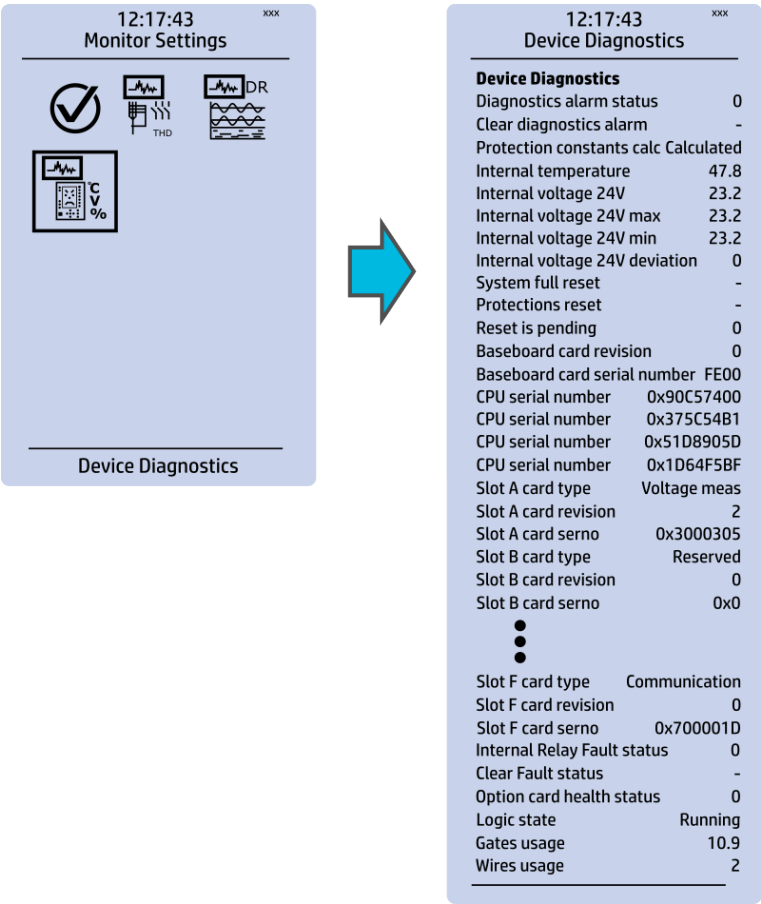 12:17:43 xxx
Monitor Settings
DR
THD
°C
V
%
Device Diagnostics
12:17:43 xxx
Device Diagnostics
Device Diagnostics
Diagnostics alarm status 0
Clear diagnostics alarm -
Protection constants calc Calculated
Internal temperature 47.8
Internal voltage 24V 23.2
Internal voltage 24V max 23.2
Internal voltage 24V min 23.2
Internal voltage 24V deviation 0
System full reset -
Protections reset -
Reset is pending 0
Baseboard card revision 0
Baseboard card serial number FE00
CPU serial number 0x90C57400
CPU serial number 0x375C54B1
CPU serial number 0x51D8905D
CPU serial number 0x1D64F5BF
Slot A card type Voltage meas
Slot A card revision 2
Slot A card serno 0x3000305
Slot B card type Reserved
Slot B card revision 0
Slot B card serno 0x0
Slot F card type Communication
Slot F card revision 0
Slot F card serno 0x700001D
Internal Relay Fault status 0
Clear Fault status -
Option card health status 0
Logic state Running
Gates usage 10.9
Wires usage 2